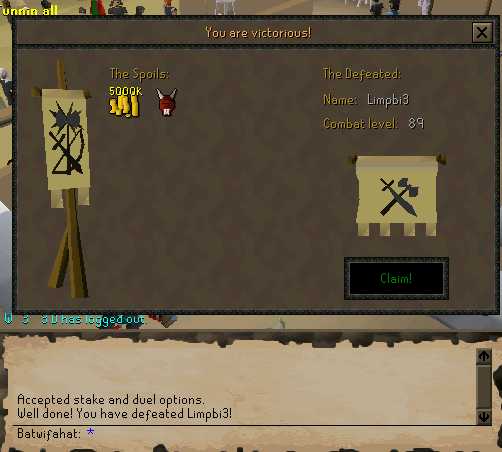 You are victorious!
The Spoils:
5000K
The Defeated:
Name: Limpbi3
Combat level: 89
Claim!
has logged out.
Accepted stake and duel options.
Well done! You have defeated Limpbi3!
Batwifahat: *